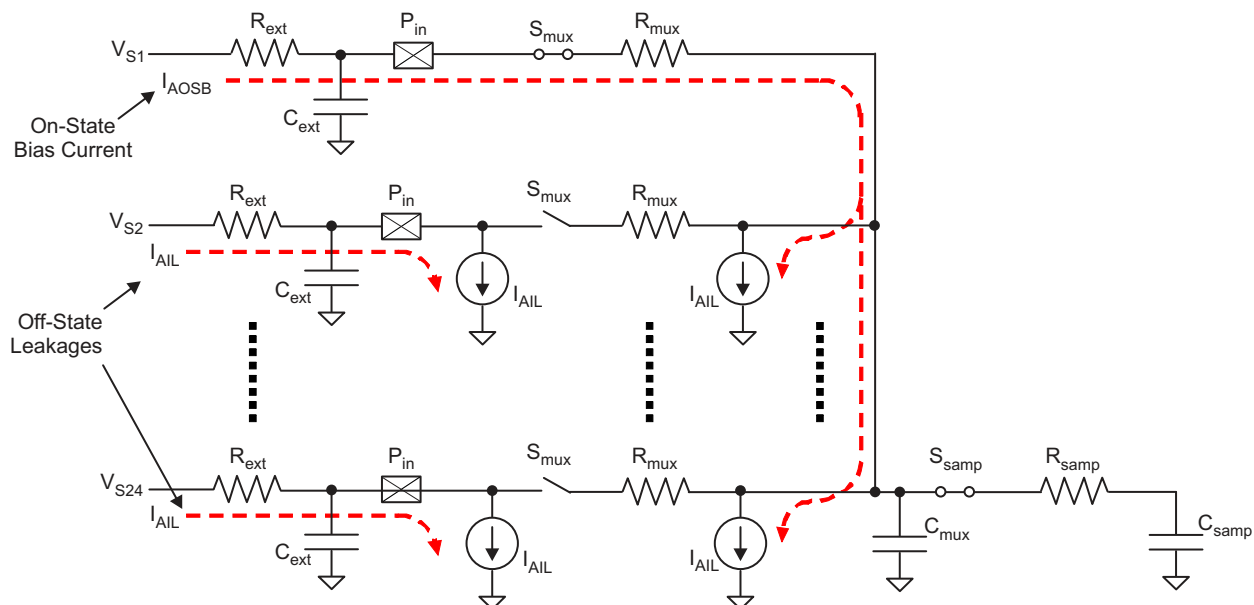 R_ext
P_in
S_mux
R_mux
V_S1
I_AOSB
C_ext
On-State
Bias Current
R_ext
P_in
S_mux
R_mux
V_S2
I_AIL
C_ext
I_AIL
I_AIL
Off-State
Leakages
R_ext
P_in
S_mux
R_mux
S_samp
R_samp
V_S24
I_AIL
C_ext
I_AIL
I_AIL
C_mux
C_samp